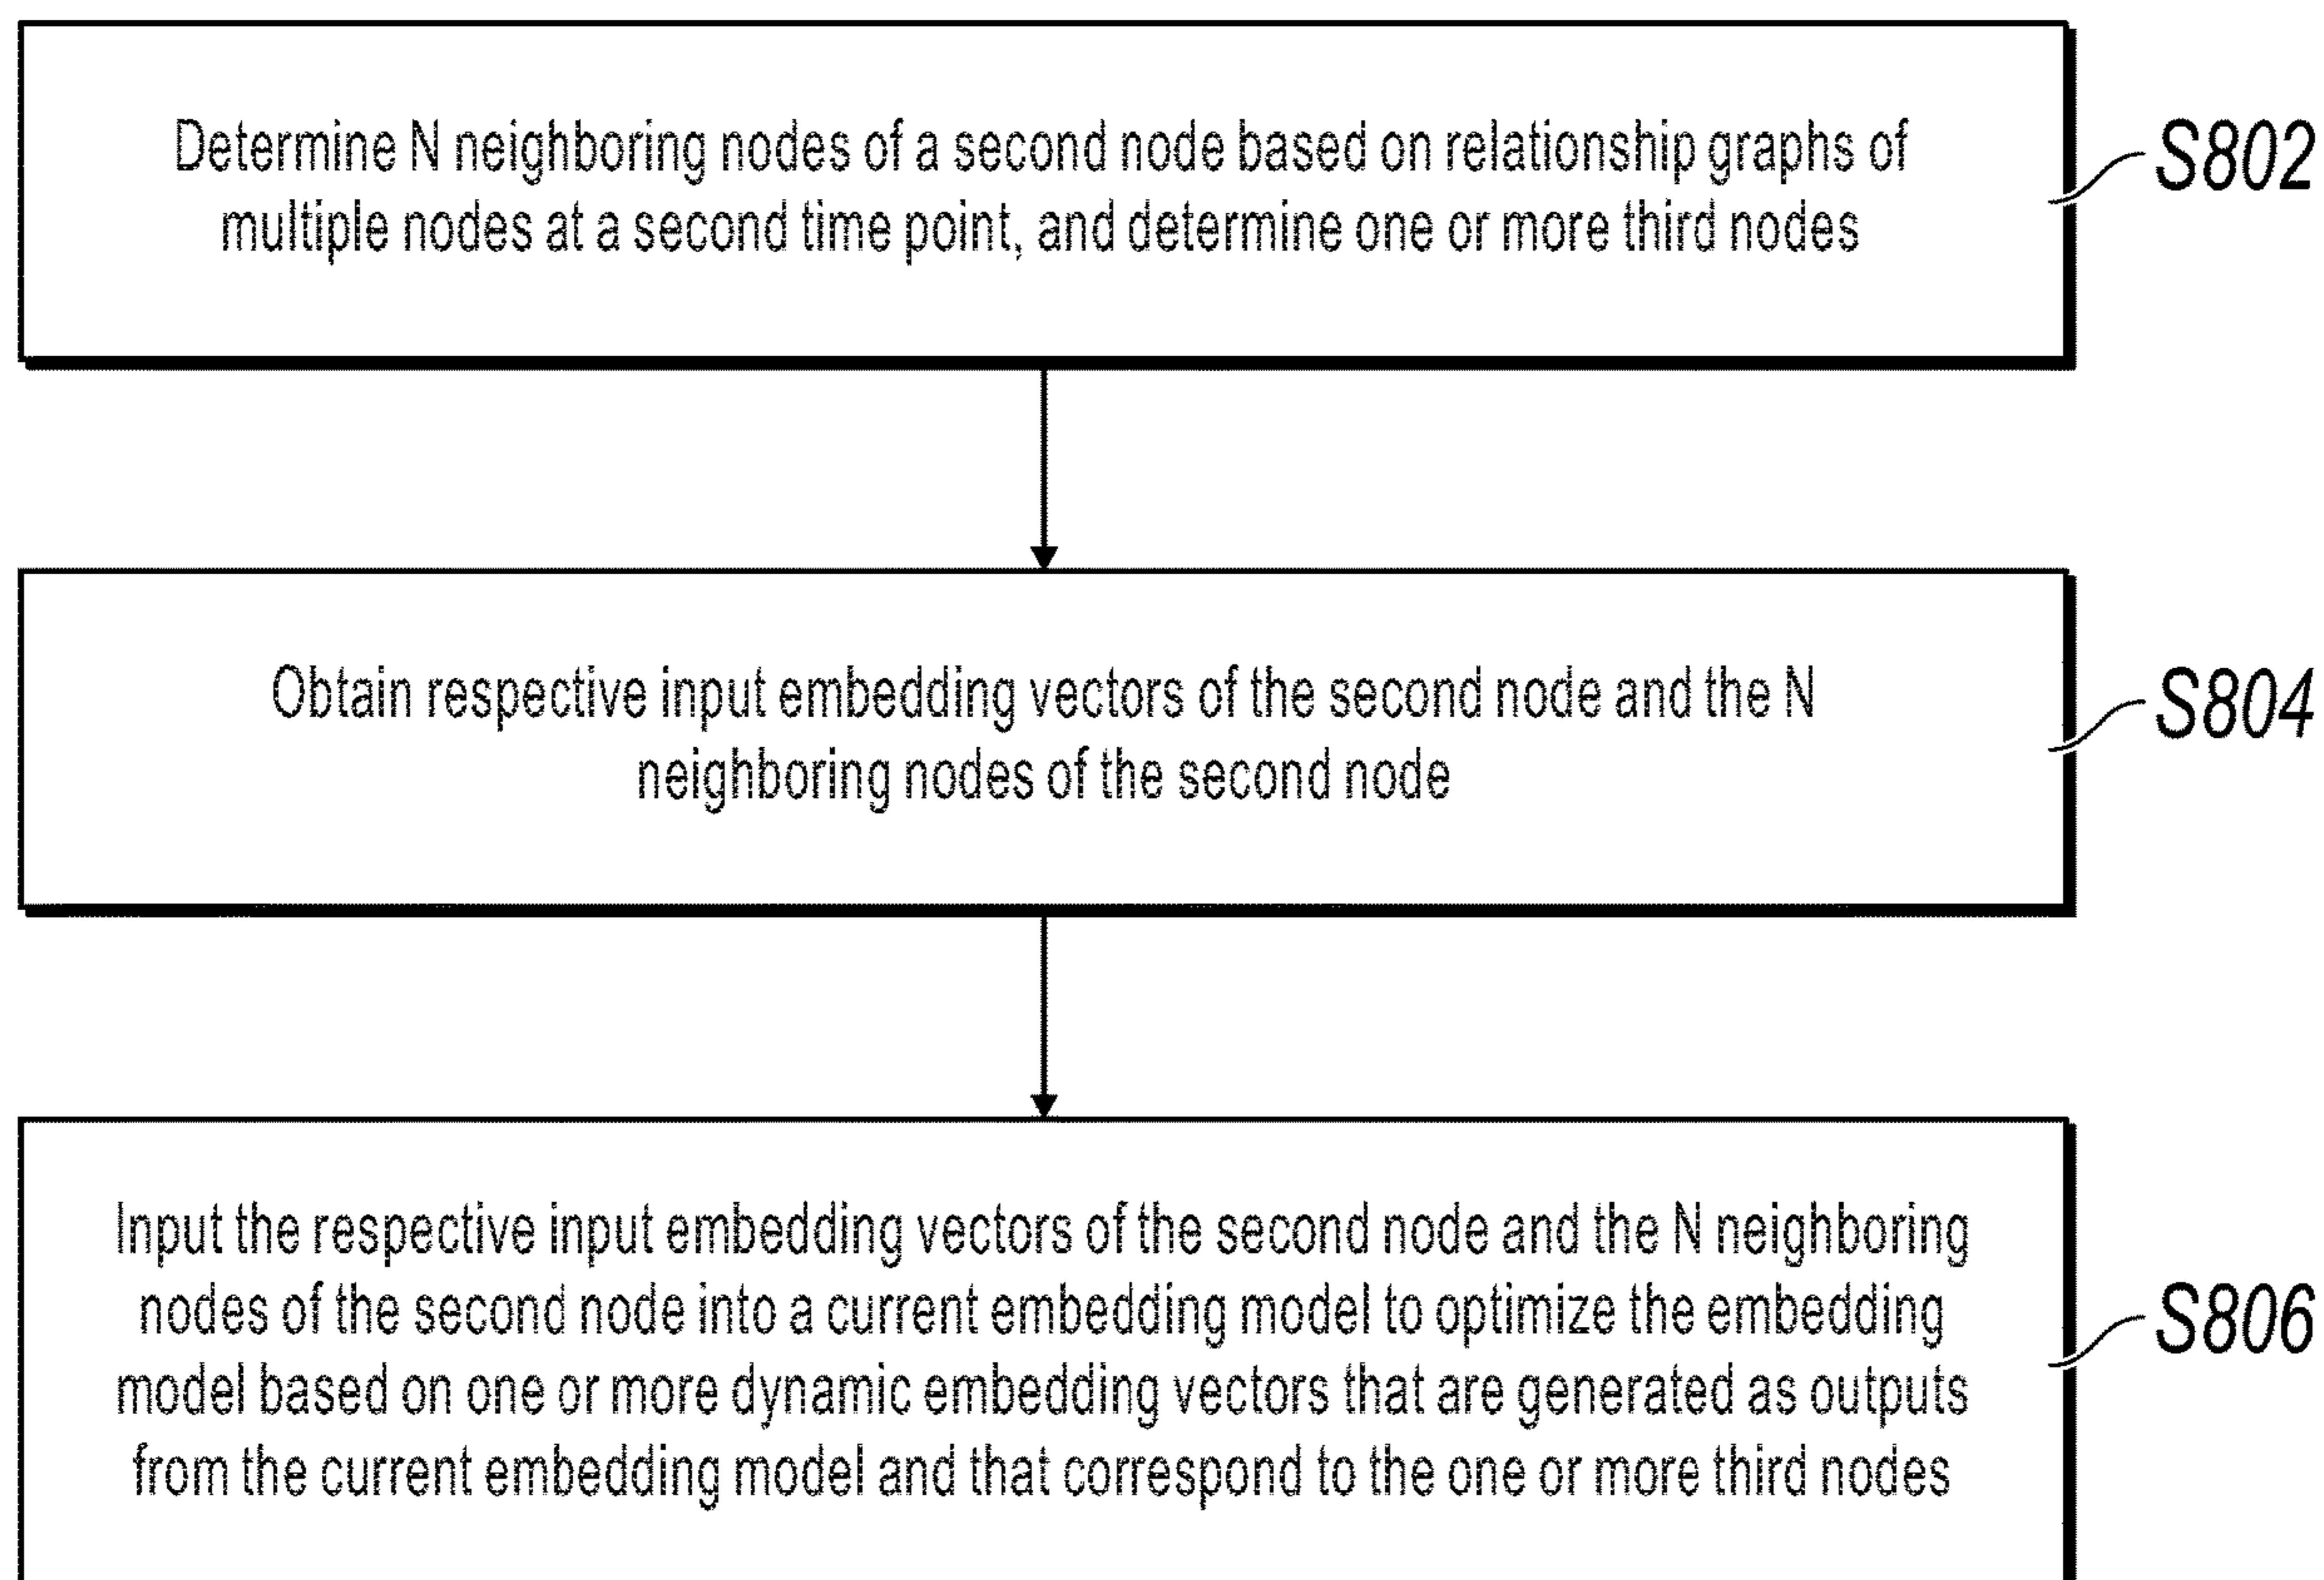 Determine N neighboring nodes of a second node based on relationship graphs of
multiple nodes at a second time point, and determine one or more third nodes
S802
Obtain respective input embedding vectors of the second node and the N
neighboring nodes of the second node
S804
Input the respective input embedding vectors of the second node and the N neighboring
nodes of the second node into a current embedding model to optimize the embedding
model based on one or more dynamic embedding vectors that are generated as outputs
from the current embedding model and that correspond to the one or more third nodes
S806